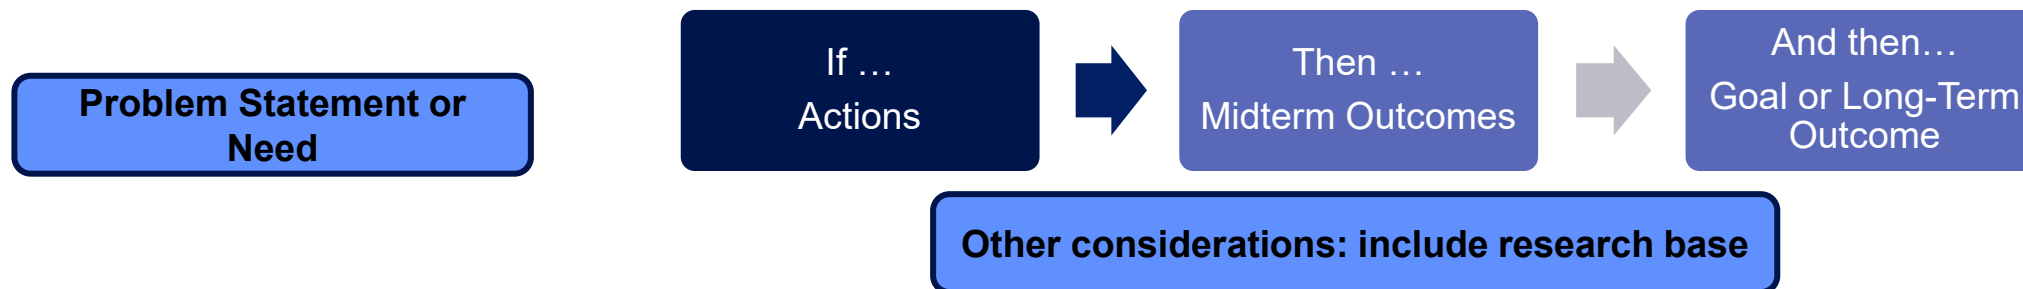 Problem Statement or
Need
If …
Actions
Then …
Midterm Outcomes
And then…
Goal or Long-Term
Outcome
Other considerations: include research base